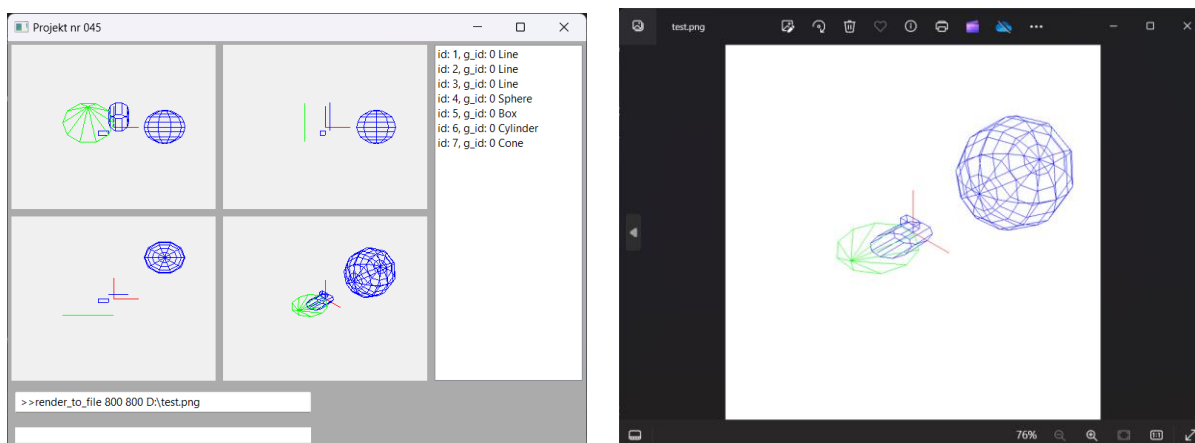 Projekt nr 045
id: 1, g_id: 0 Line
id: 2, g_id: 0 Line
id: 3, g_id: 0 Line
id: 4, g_id: 0 Sphere
id: 5, g_id: 0 Box
id: 6, g_id: 0 Cylinder
id: 7, g_id: 0 Cone
>>render_to_file 800 800 D:\test.png
test.png
76%